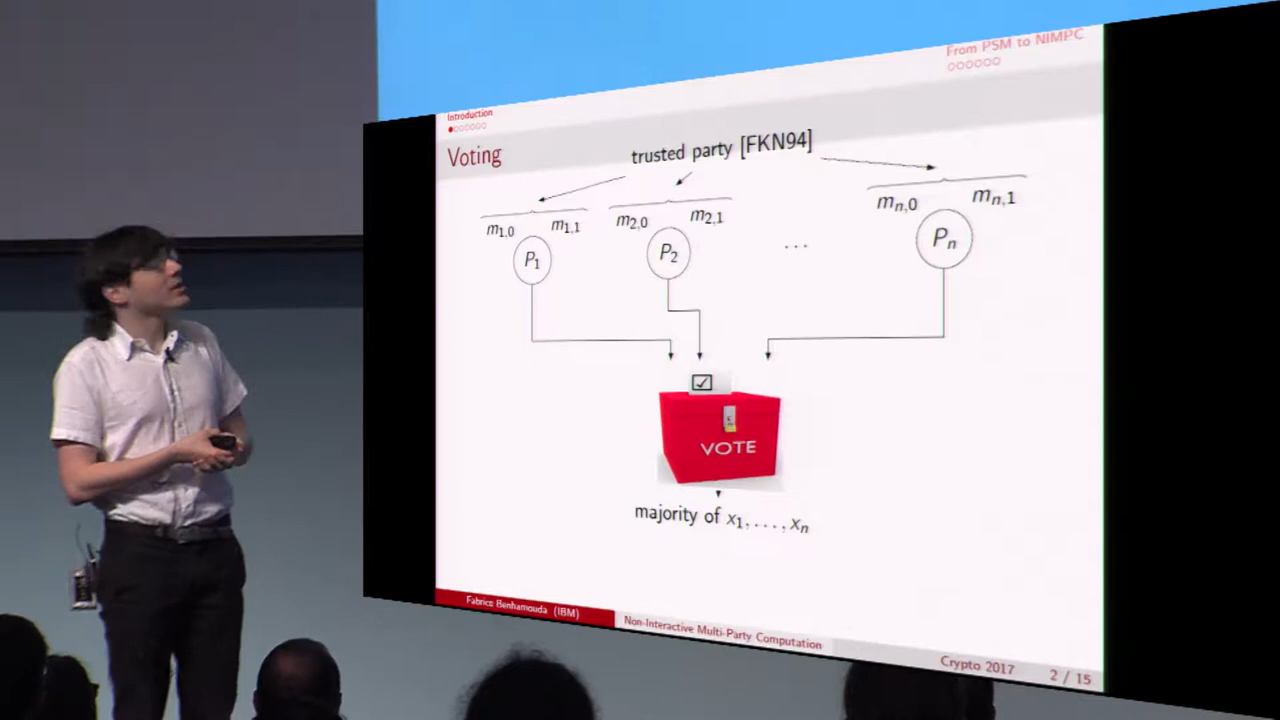 From PSM to NIMPC
Introduction
Voting
trusted party [FKN94]
m1,0 m1,1 m2,0 m2,1 mn,0 mn,1
P1 P2 ... Pn
VOTE
majority of x1, . . . , xn
Fabrice Benhamouda (IBM)
Non-Interactive Multi-Party Computation
Crypto 2017
2 / 15